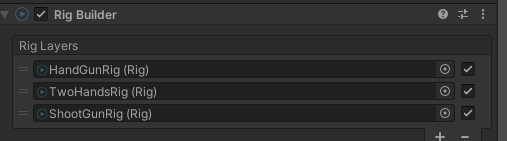 Rig Builder
Rig Layers
HandGunRig (Rig)
TwoHandsRig (Rig)
ShootGunRig (Rig)